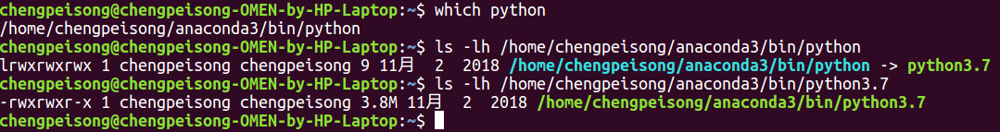 chengpeisong@chengpeisong-OMEN-by-HP-Laptop:~$ which python
/home/chengpeisong/anaconda3/bin/python
chengpeisong@chengpeisong-OMEN-by-HP-Laptop:~$ ls -lh /home/chengpeisong/anaconda3/bin/python
lrwxrwxrwx 1 chengpeisong chengpeisong 9 11月  2  2018 /home/chengpeisong/anaconda3/bin/python -> python3.7
chengpeisong@chengpeisong-OMEN-by-HP-Laptop:~$ ls -lh /home/chengpeisong/anaconda3/bin/python3.7
-rwxrwxr-x 1 chengpeisong chengpeisong 3.8M 11月  2  2018 /home/chengpeisong/anaconda3/bin/python3.7
chengpeisong@chengpeisong-OMEN-by-HP-Laptop:~$